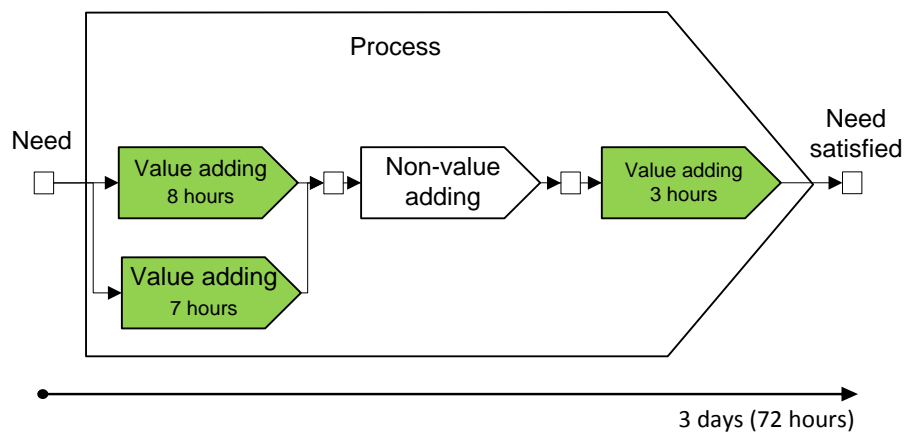 Process
Need
Need
satisfied
Value adding
8 hours
Non-value
adding
Value adding
3 hours
Value adding
7 hours
3 days (72 hours)